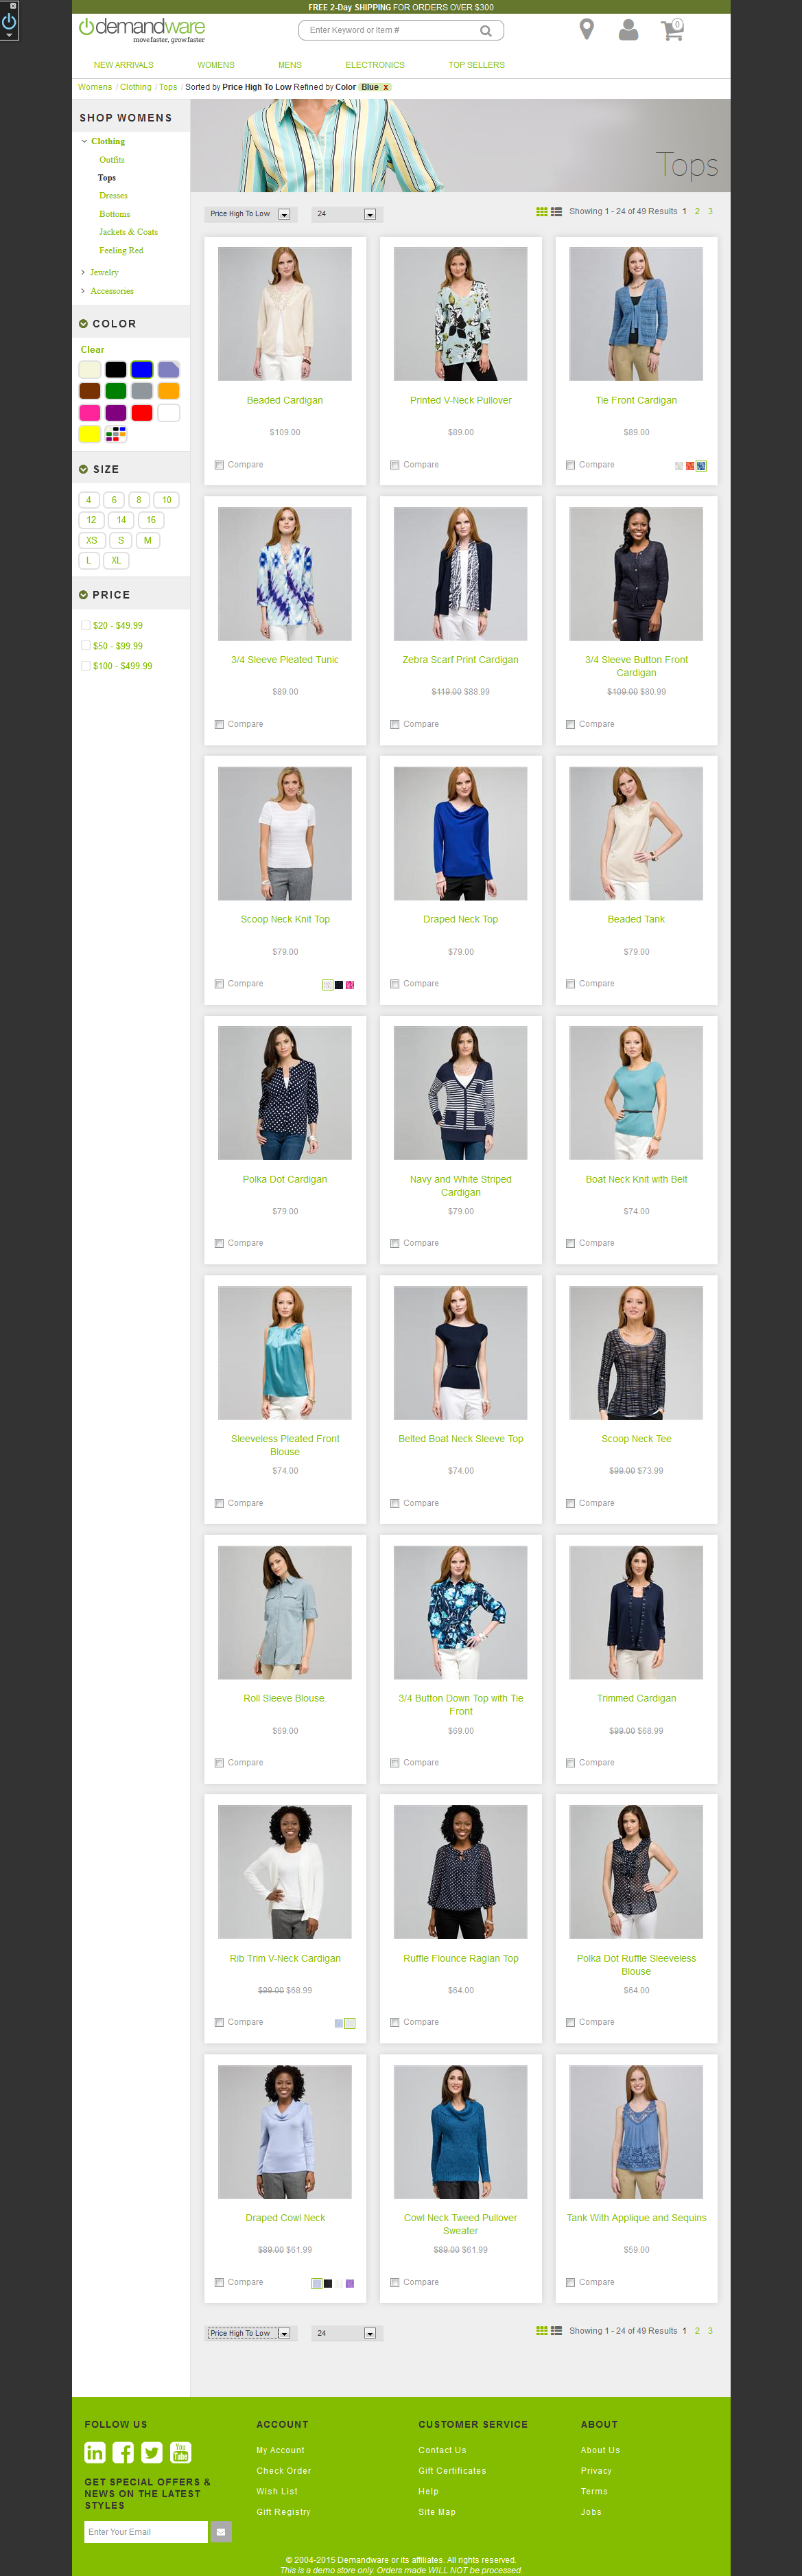 FREE 2-Day SHIPPING FOR ORDERS OVER $300
demandware
move faster, grow faster
Enter Keyword or Item #
0
NEW ARRIVALS WOMENS MENS ELECTRONICS TOP SELLERS
Womens / Clothing / Tops / Sorted by Price High To Low Refined by Color Blue x
SHOP WOMENS
Clothing
Outfits
Tops
Dresses
Bottoms
Jackets & Coats
Feeling Red
Jewelry
Accessories
COLOR
Clear
SIZE
4 6 8 10
12 14 16
XS S M
L XL
PRICE
$20 - $49.99
$50 - $99.99
$100 - $499.99
Tops
Price High To Low 24 Showing 1 - 24 of 49 Results 1 2 3
Beaded Cardigan
$109.00
Compare
Printed V-Neck Pullover
$89.00
Compare
Tie Front Cardigan
$89.00
Compare
3/4 Sleeve Pleated Tunic
$89.00
Compare
Zebra Scarf Print Cardigan
$119.00 $88.99
Compare
3/4 Sleeve Button Front
Cardigan
$109.00 $80.99
Compare
Scoop Neck Knit Top
$79.00
Compare
Draped Neck Top
$79.00
Compare
Beaded Tank
$79.00
Compare
Polka Dot Cardigan
$79.00
Compare
Navy and White Striped
Cardigan
$79.00
Compare
Boat Neck Knit with Belt
$74.00
Compare
Sleeveless Pleated Front
Blouse
$74.00
Compare
Belted Boat Neck Sleeve Top
$74.00
Compare
Scoop Neck Tee
$99.00 $73.99
Compare
Roll Sleeve Blouse.
$69.00
Compare
3/4 Button Down Top with Tie
Front
$69.00
Compare
Trimmed Cardigan
$99.00 $68.99
Compare
Rib Trim V-Neck Cardigan
$99.00 $68.99
Compare
Ruffle Flounce Raglan Top
$64.00
Compare
Polka Dot Ruffle Sleeveless
Blouse
$64.00
Compare
Draped Cowl Neck
$89.00 $61.99
Compare
Cowl Neck Tweed Pullover
Sweater
$89.00 $61.99
Compare
Tank With Applique and Sequins
$59.00
Compare
Price High To Low 24 Showing 1 - 24 of 49 Results 1 2 3
FOLLOW US
You
Tube
GET SPECIAL OFFERS &
NEWS ON THE LATEST
STYLES
Enter Your Email
ACCOUNT
My Account
Check Order
Wish List
Gift Registry
CUSTOMER SERVICE
Contact Us
Gift Certificates
Help
Site Map
ABOUT
About Us
Privacy
Terms
Jobs
© 2004-2015 Demandware or its affiliates. All rights reserved.
This is a demo store only. Orders made WILL NOT be processed.